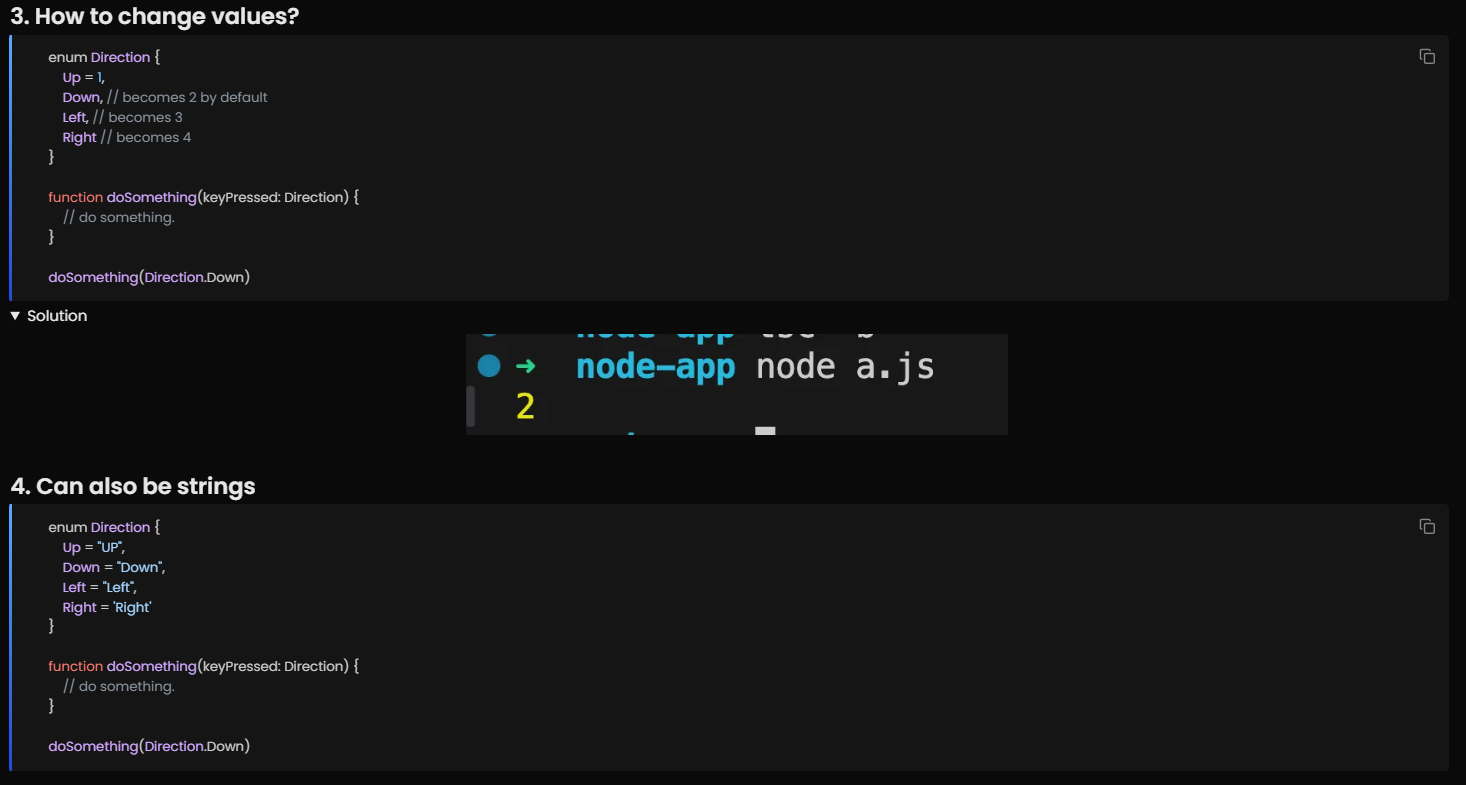 3. How to change values?
enum Direction {
    Up = 1,
    Down, // becomes 2 by default
    Left, // becomes 3
    Right // becomes 4
}
function doSomething(keyPressed: Direction) {
    // do something.
}
doSomething(Direction.Down)
▼ Solution
node-app tsc -b
➜ node-app node a.js
2
4. Can also be strings
enum Direction {
    Up = "UP",
    Down = "Down",
    Left = "Left",
    Right = 'Right'
}
function doSomething(keyPressed: Direction) {
    // do something.
}
doSomething(Direction.Down)